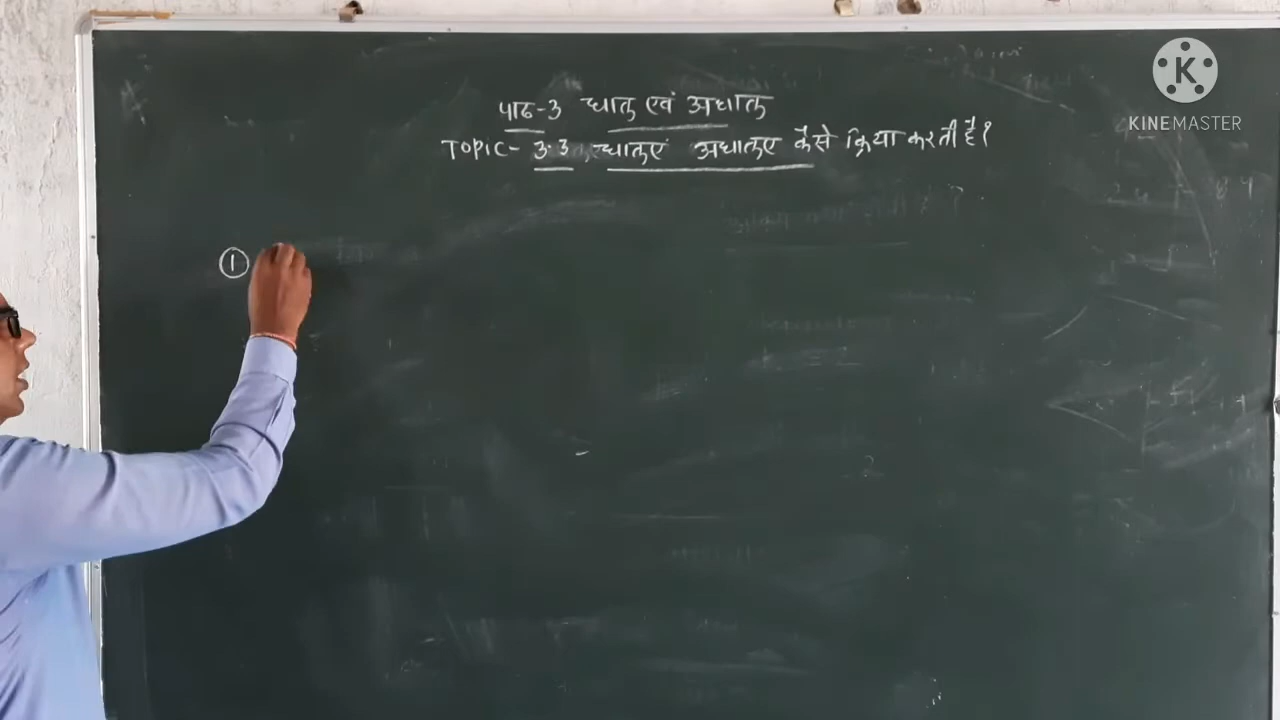 पाठ-3 धातु एवं अधातु
TOPIC- 3.3 धातुएं अधातुए कैसे क्रिया करती है?
①
K
KINEMASTER